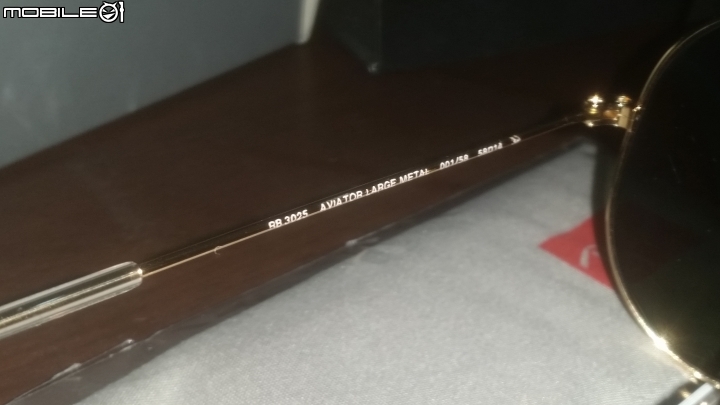 MOBILE01
RB 3025 AVIATOR LARGE METAL 001/58 58□14